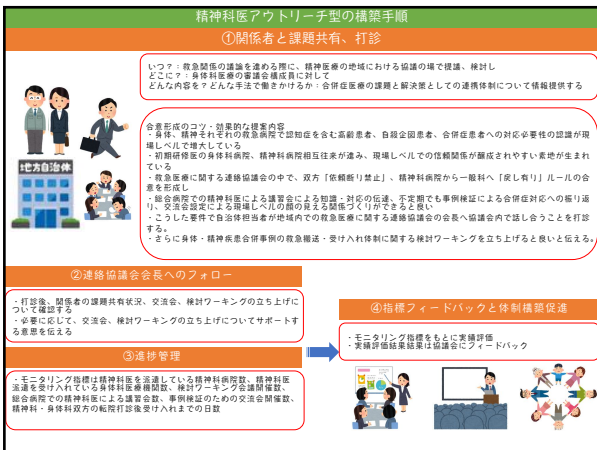 精神科医アウトリーチ型の構築手順
①関係者と課題共有、打診
いつ？：救急関係の議論を進める際に、精神医療の地域における協議の場で提議、検討し
どこに？：身体科医療の審議会構成員に対して
どんな内容を？どんな手法で働きかけるか：合併症医療の課題と解決策としての連携体制について情報提供する
合意形成のコツ・効果的な提案内容
・身体、精神それぞれの救急病院で認知症を含む高齢患者、自殺企図患者、合併症患者への対応必要性の認識が現
場レベルで増大している
・初期研修医の身体科病院、精神科病院相互往来が進み、現場レベルでの信頼関係が醸成されやすい素地が生まれ
ている
・救急医療に関する連絡協議会の中で、双方「依頼断り禁止」、精神科病院から一般科へ「戻し有り」ルールの合
意を形成し
・総合病院での精神科医による講習会による知識・対応の伝達、不定期でも事例検証による合併症対応への振り返
り、交流会設定による現場レベルの顔の見える関係づくりができると良い
・こうした要件で自治体担当者が地域内での救急医療に関する連絡協議会の会長へ協議会内で話し合うことを打診
する。
・さらに身体・精神疾患合併事例の救急搬送・受け入れ体制に関する検討ワーキングを立ち上げると良いと伝える。
地方自治体
②連絡協議会会長へのフォロー
・打診後、関係者の課題共有状況、交流会、検討ワーキングの立ち上げに
ついて確認する
・必要に応じて、交流会、検討ワーキングの立ち上げについてサポートす
る意思を伝える
③進捗管理
・モニタリング指標は精神科医を派遣している精神科病院数、精神科医
派遣を受け入れている身体科医療機関数、検討ワーキング会議開催数、
総合病院での精神科医による講習会数、事例検証のための交流会開催数、
精神科・身体科双方の転院打診後受け入れまでの日数
④指標フィードバックと体制構築促進
・モニタリング指標をもとに実績評価
・実績評価結果結果は協議会にフィードバック